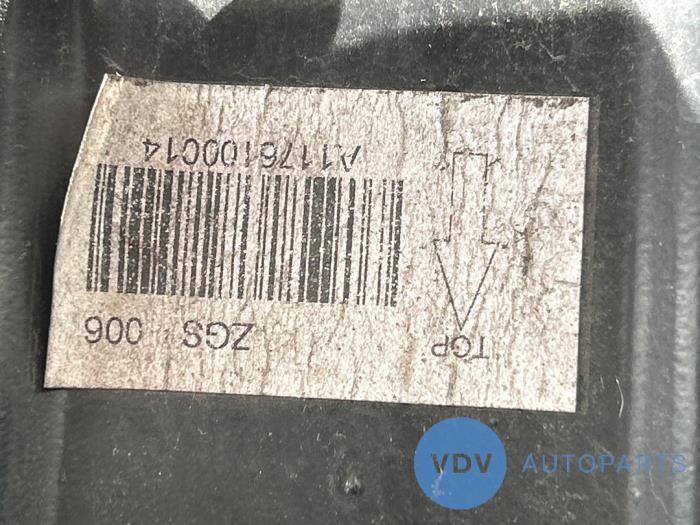 TOP
ZGS 006
A1176100014
VDV AUTOPARTS